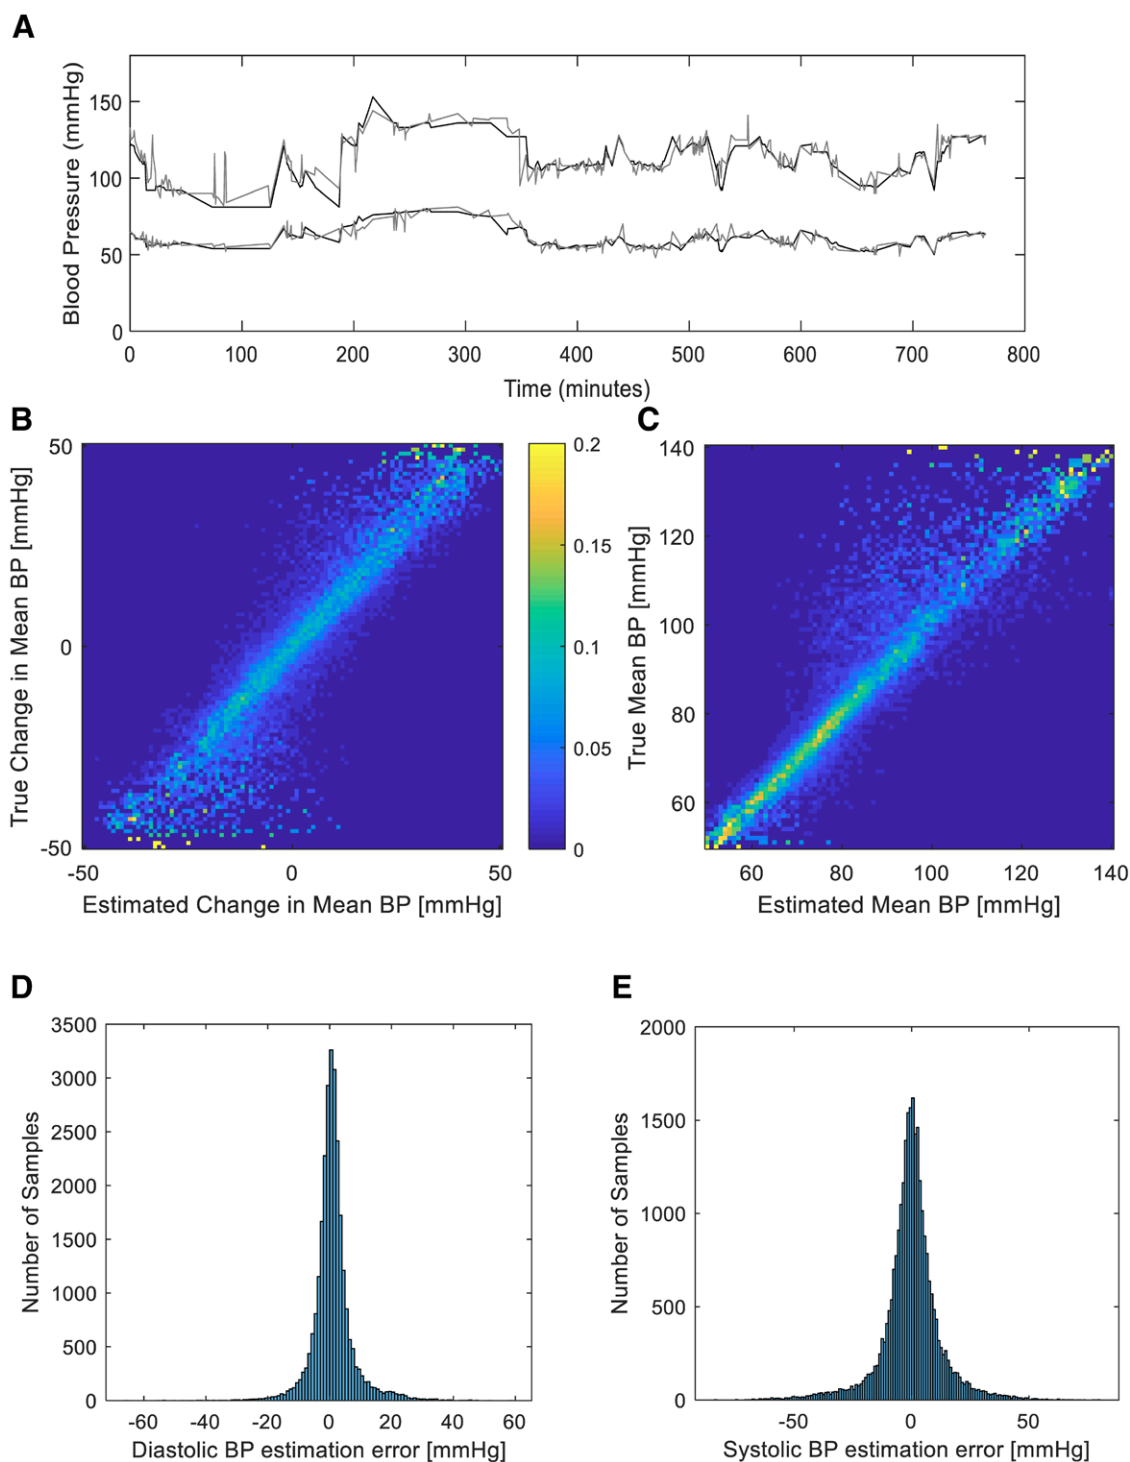 A
Blood Pressure (mmHg)
150
100
50
0
0 100 200 300 400 500 600 700 800
Time (minutes)
B
True Change in Mean BP [mmHg]
50
0
-50
-50 0 50
Estimated Change in Mean BP [mmHg]
0.2
0.15
0.1
0.05
0
C
True Mean BP [mmHg]
140
120
100
80
60
60 80 100 120 140
Estimated Mean BP [mmHg]
D
Number of Samples
3500
3000
2500
2000
1500
1000
500
0
-60 -40 -20 0 20 40 60
Diastolic BP estimation error [mmHg]
E
Number of Samples
2000
1500
1000
500
0
-50 0 50
Systolic BP estimation error [mmHg]